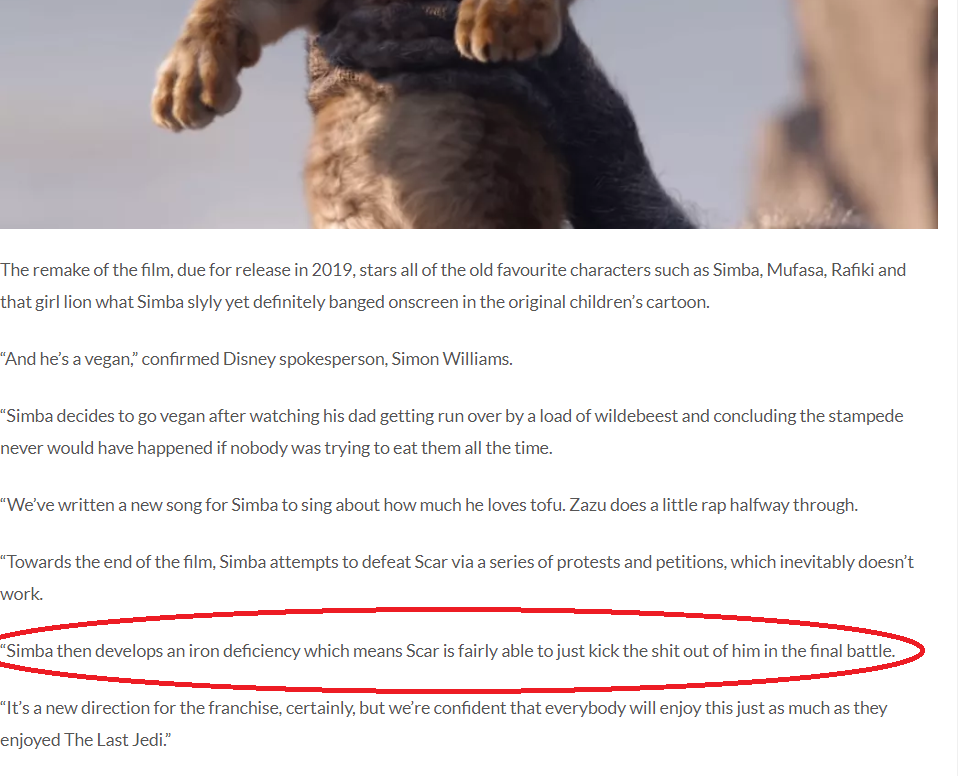 The remake of the film, due for release in 2019, stars all of the old favourite characters such as Simba, Mufasa, Rafiki and
that girl lion what Simba slyly yet definitely banged onscreen in the original children’s cartoon.
“And he’s a vegan,” confirmed Disney spokesperson, Simon Williams.
“Simba decides to go vegan after watching his dad getting run over by a load of wildebeest and concluding the stampede
never would have happened if nobody was trying to eat them all the time.
“We’ve written a new song for Simba to sing about how much he loves tofu. Zazu does a little rap halfway through.
“Towards the end of the film, Simba attempts to defeat Scar via a series of protests and petitions, which inevitably doesn’t
work.
“Simba then develops an iron deficiency which means Scar is fairly able to just kick the shit out of him in the final battle.
“It’s a new direction for the franchise, certainly, but we’re confident that everybody will enjoy this just as much as they
enjoyed The Last Jedi.”